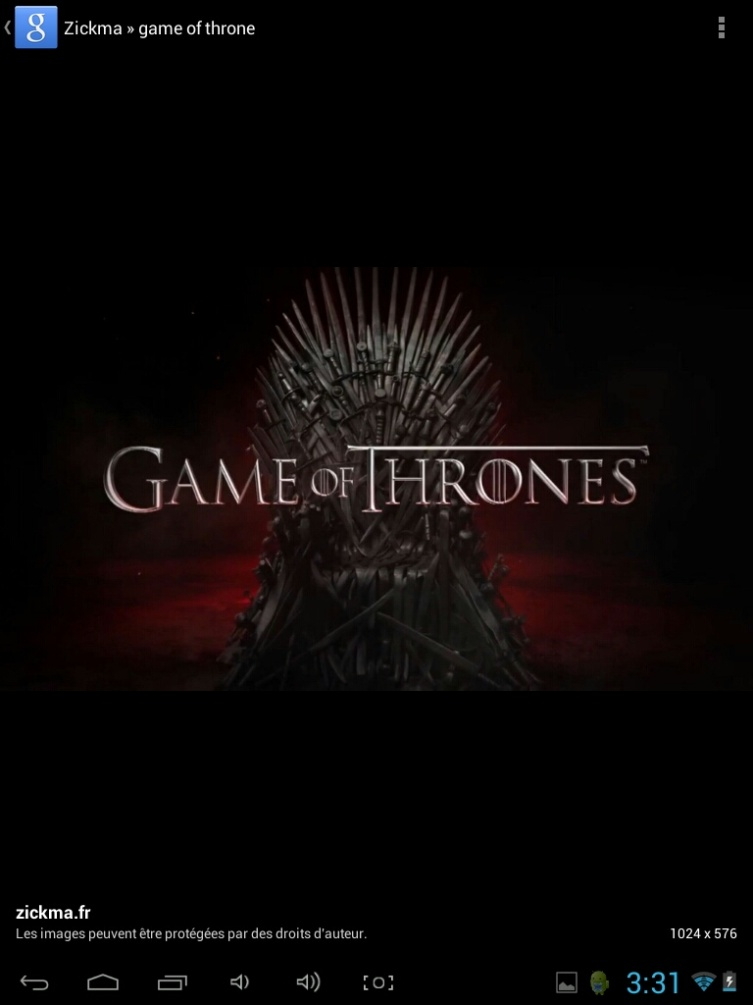 Zickma » game of throne
GAME OF THRONES™
zickma.fr
Les images peuvent être protégées par des droits d'auteur.
1024 x 576
3:31